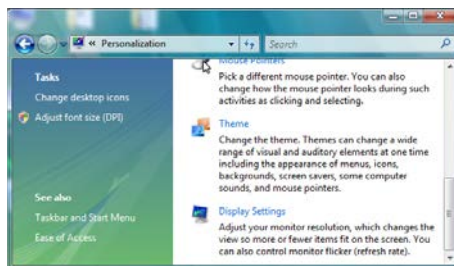 « Personalization
Search
Tasks
Change desktop icons
Adjust font size (DPI)
See also
Taskbar and Start Menu
Ease of Access
Mouse Pointers
Pick a different mouse pointer. You can also
change how the mouse pointer looks during such
activities as clicking and selecting.
Theme
Change the theme. Themes can change a wide
range of visual and auditory elements at one time
including the appearance of menus, icons,
backgrounds, screen savers, some computer
sounds, and mouse pointers.
Display Settings
Adjust your monitor resolution, which changes the
view so more or fewer items fit on the screen. You
can also control monitor flicker (refresh rate).